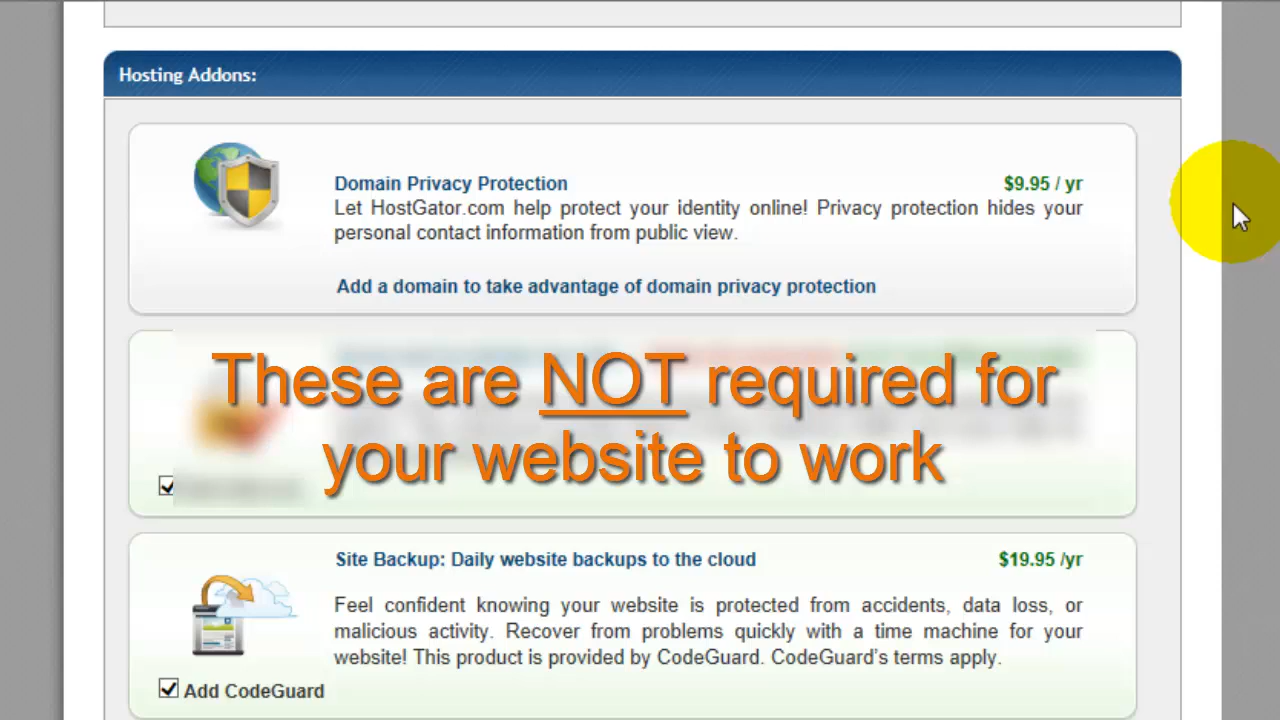 Hosting Addons:
Domain Privacy Protection $9.95 / yr
Let HostGator.com help protect your identity online! Privacy protection hides your
personal contact information from public view.
Add a domain to take advantage of domain privacy protection
These are NOT required for
your website to work
Site Backup: Daily website backups to the cloud $19.95 /yr
Feel confident knowing your website is protected from accidents, data loss, or
malicious activity. Recover from problems quickly with a time machine for your
website! This product is provided by CodeGuard. CodeGuard's terms apply.
Add CodeGuard